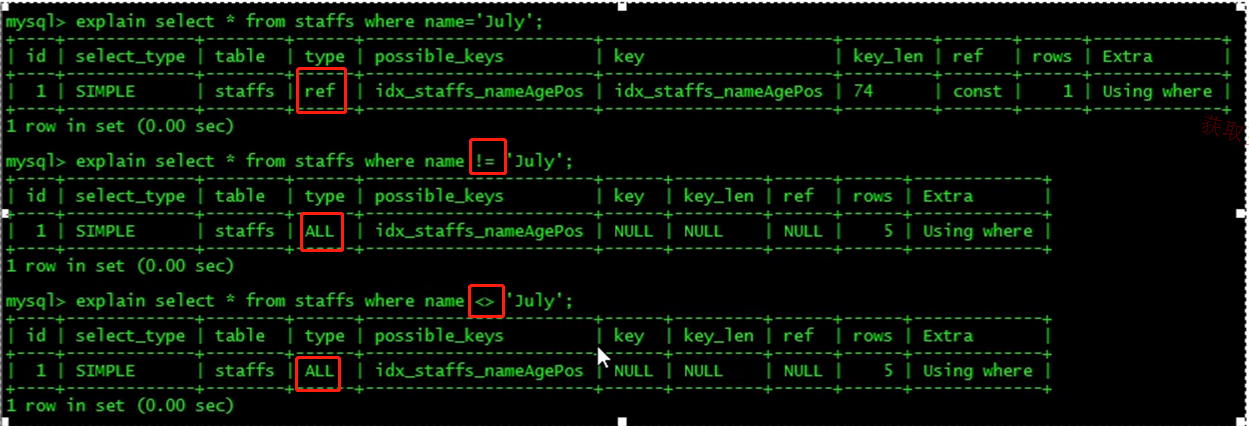 mysql> explain select * from staffs where name='July';
+----+-------------+--------+------+-----------------------+-----------------------+---------+-------+------+-------------+
| id | select_type | table | type | possible_keys | key | key_len | ref | rows | Extra |
+----+-------------+--------+------+-----------------------+-----------------------+---------+-------+------+-------------+
| 1 | SIMPLE | staffs | ref | idx_staffs_nameAgePos | idx_staffs_nameAgePos | 74 | const | 1 | Using where |
+----+-------------+--------+------+-----------------------+-----------------------+---------+-------+------+-------------+
1 row in set (0.00 sec)
获取
mysql> explain select * from staffs where name != 'July';
+----+-------------+--------+------+-----------------------+------+---------+------+------+-------------+
| id | select_type | table | type | possible_keys | key | key_len | ref | rows | Extra |
+----+-------------+--------+------+-----------------------+------+---------+------+------+-------------+
| 1 | SIMPLE | staffs | ALL | idx_staffs_nameAgePos | NULL | NULL | NULL | 5 | Using where |
+----+-------------+--------+------+-----------------------+------+---------+------+------+-------------+
1 row in set (0.00 sec)
mysql> explain select * from staffs where name <> 'July';
+----+-------------+--------+------+-----------------------+------+---------+------+------+-------------+
| id | select_type | table | type | possible_keys | key | key_len | ref | rows | Extra |
+----+-------------+--------+------+-----------------------+------+---------+------+------+-------------+
| 1 | SIMPLE | staffs | ALL | idx_staffs_nameAgePos | NULL | NULL | NULL | 5 | Using where |
+----+-------------+--------+------+-----------------------+------+---------+------+------+-------------+
1 row in set (0.00 sec)